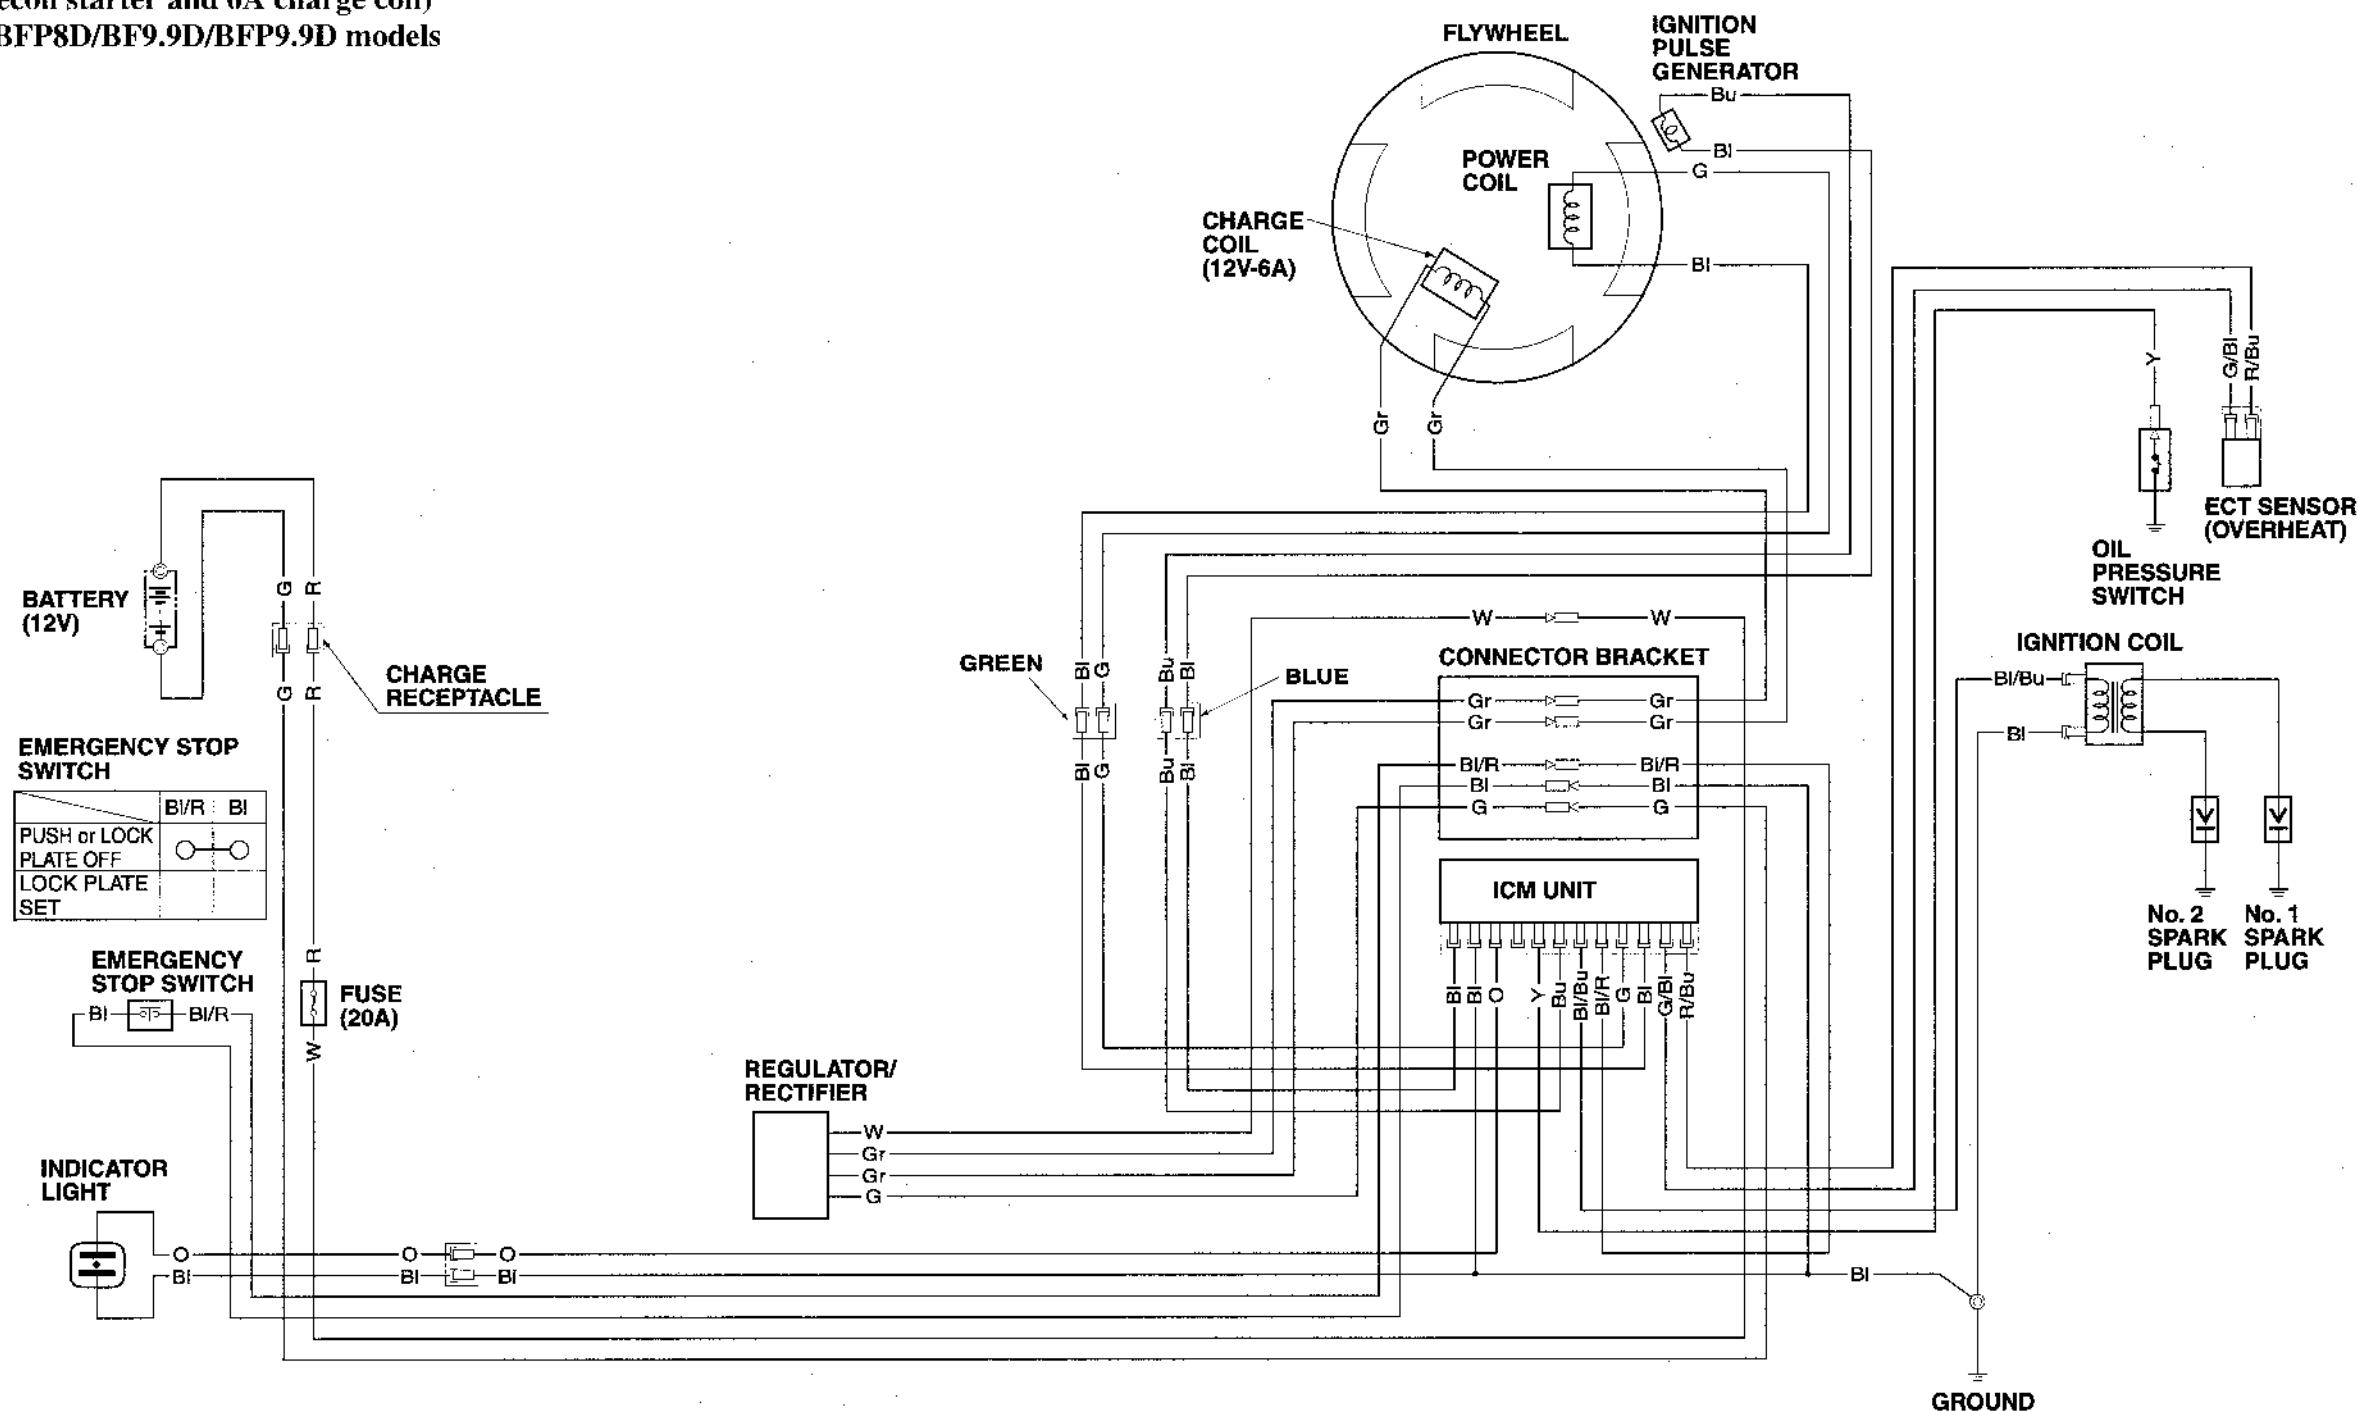 BFP8D/BF9.9D/BFP9.9D models
FLYWHEEL
IGNITION
PULSE
GENERATOR
Bu
Bl
G
POWER
COIL
Bl
CHARGE
COIL
(12V-6A)
Gr
Gr
Y
G/Bl
R/Bu
ECT SENSOR
(OVERHEAT)
OIL
PRESSURE
SWITCH
BATTERY
(12V)
G
R
G
R
CHARGE
RECEPTACLE
GREEN
Bl
G
Bu
Bl
BLUE
Bl
G
Bu
Bl
W
W
CONNECTOR BRACKET
Gr
Gr
Gr
Gr
Bl/R
Bl/R
Bl
Bl
G
G
IGNITION COIL
Bl/Bu
Bl
No. 2
SPARK
PLUG
No. 1
SPARK
PLUG
EMERGENCY STOP
SWITCH
Bl/R
Bl
PUSH or LOCK
PLATE OFF
LOCK PLATE
SET
EMERGENCY
STOP SWITCH
Bl
Bl/R
R
FUSE
(20A)
W
ICM UNIT
Bl
Bl
O
Y
Bu
Bl/Bu
Bl/R
G
Bl
G/Bl
R/Bu
REGULATOR/
RECTIFIER
W
Gr
Gr
G
INDICATOR
LIGHT
O
O
O
Bl
Bl
Bl
Bl
GROUND